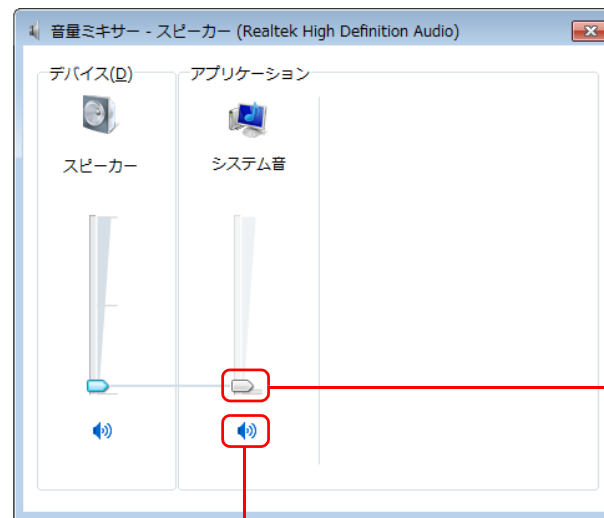 音量ミキサー - スピーカー (Realtek High Definition Audio)
デバイス(D)
アプリケーション
スピーカー
システム音